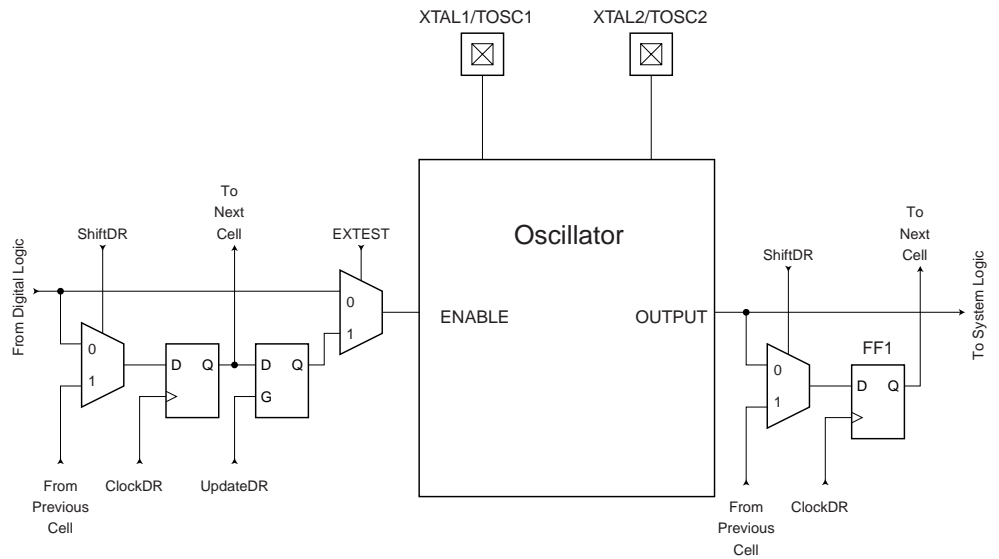 XTAL1/TOSC1
XTAL2/TOSC2
To
Next
Cell
ShiftDR
EXTEST
From Digital Logic
0
1
D Q
D Q
G
0
1
From
Previous
Cell
ClockDR
UpdateDR
Oscillator
ENABLE
OUTPUT
To
Next
Cell
ShiftDR
To System Logic
FF1
0
1
D Q
From
Previous
Cell
ClockDR